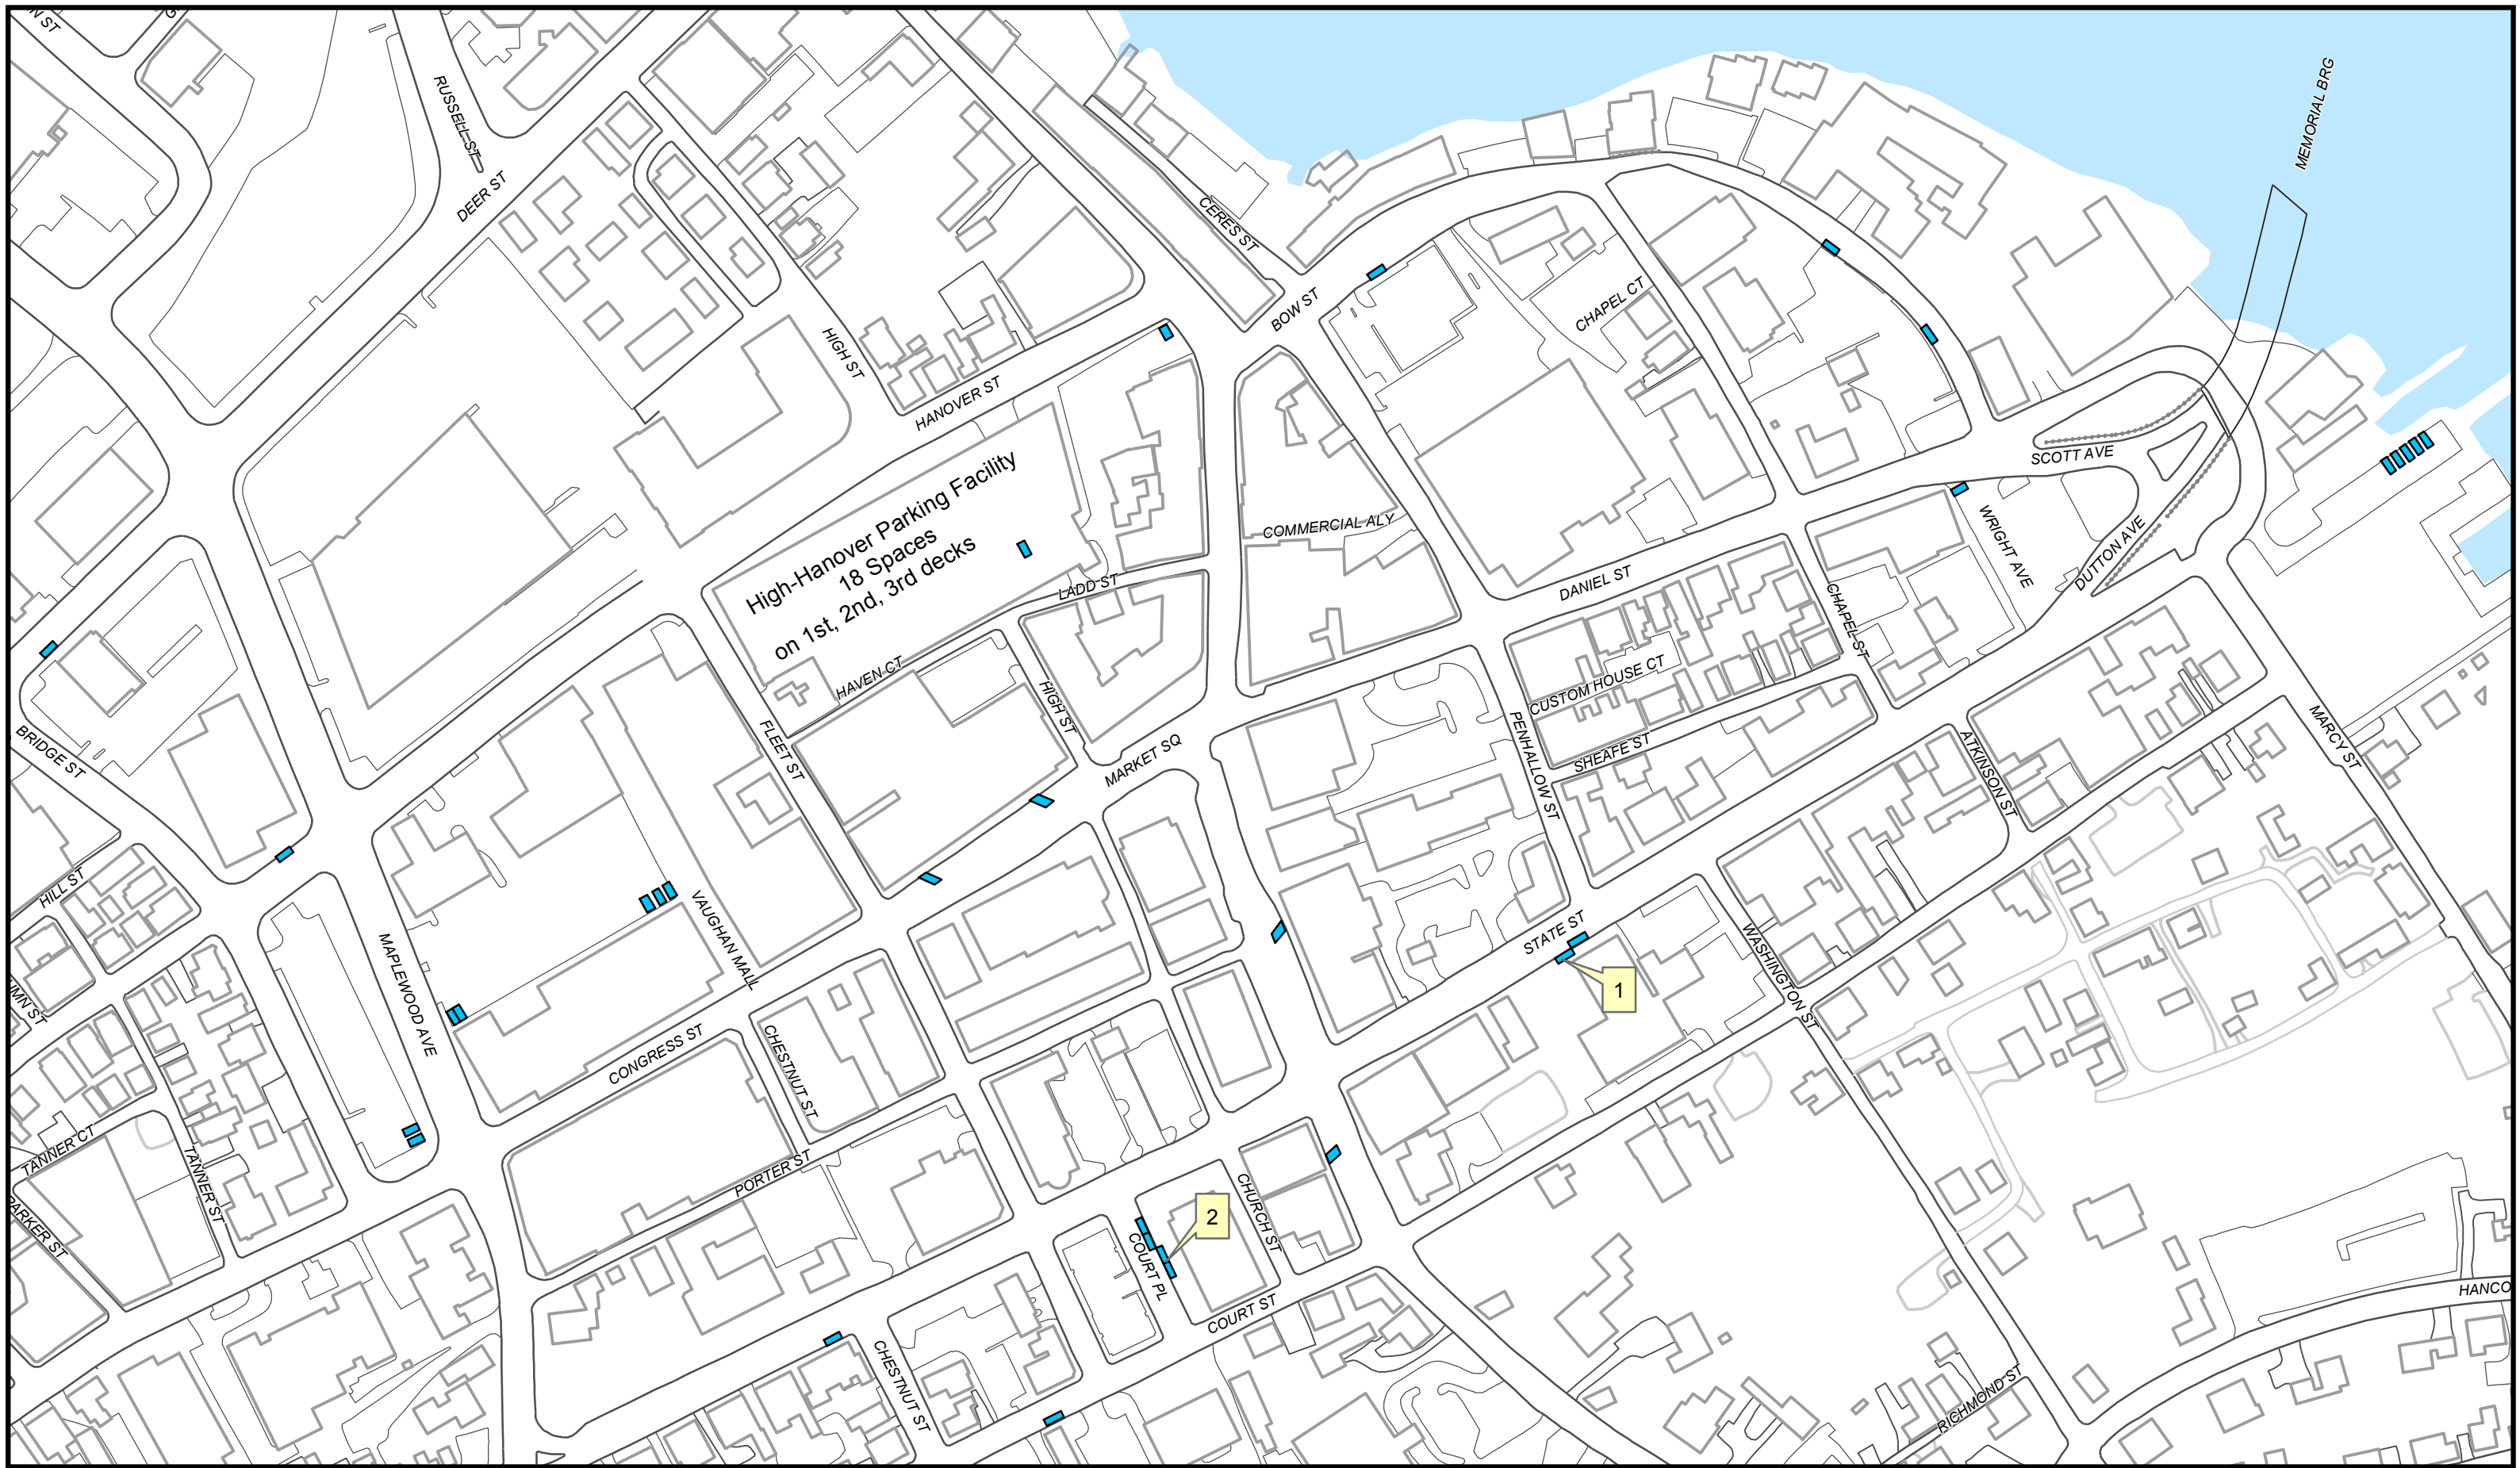 RUSSELL ST
DEER ST
CERES ST
BOW ST
CHAPEL CT
MEMORIAL BRG
HIGH ST
HANOVER ST
High-Hanover Parking Facility
18 Spaces
on 1st, 2nd, 3rd decks
COMMERCIAL ALY
SCOTT AVE
WRIGHT AVE
DUTTON AVE
LADD ST
DANIEL ST
CHAPEL ST
HAVEN CT
HIGH ST
CUSTOM HOUSE CT
FLEET ST
MARKET SQ
PENHALLOW ST
SHEAFE ST
ATKINSON ST
MARCY ST
BRIDGE ST
HILL ST
VAUGHAN MALL
MAPLEWOOD AVE
STATE ST
WASHINGTON ST
1
CONGRESS ST
CHESTNUT ST
TANNER CT
TANNER ST
PORTER ST
CHURCH ST
2
COURT PL
COURT ST
CHESTNUT ST
HANCO
RICHMOND ST
N ST
UMN ST
ARKER ST